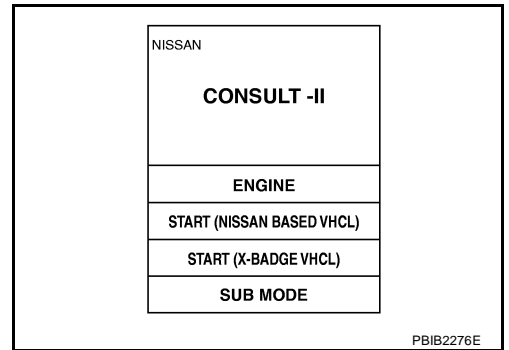 NISSAN
CONSULT -II
ENGINE
START (NISSAN BASED VHCL)
START (X-BADGE VHCL)
SUB MODE
PBIB2276E